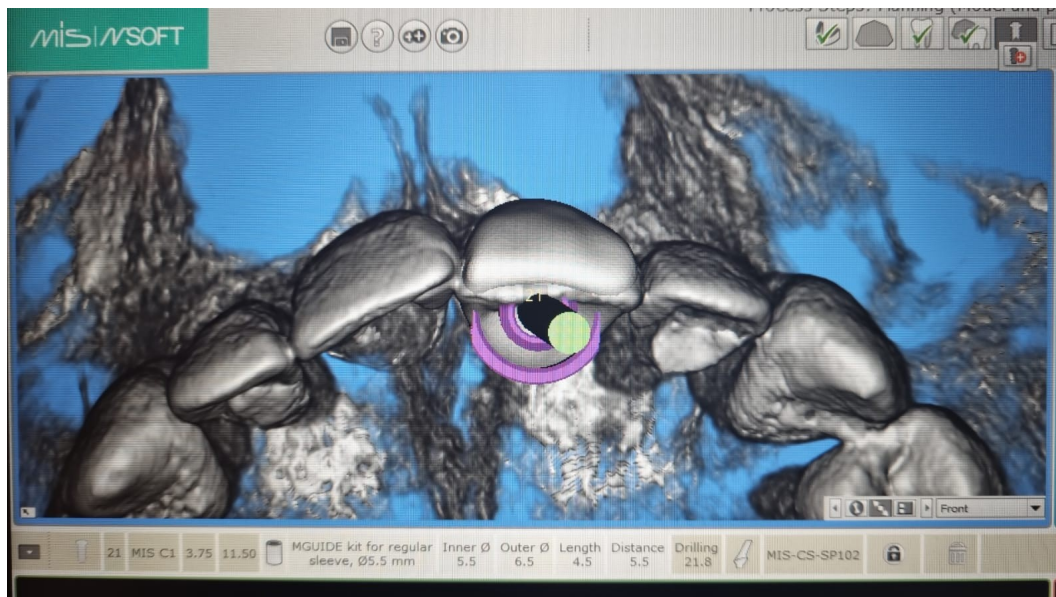 MIS | MSOFT
21
Front
21 MIS C1 3.75 11.50 MGUIDE kit for regular sleeve, Ø5.5 mm Inner Ø 5.5 Outer Ø 6.5 Length 4.5 Distance 5.5 Drilling 21.8 MIS-CS-SP102